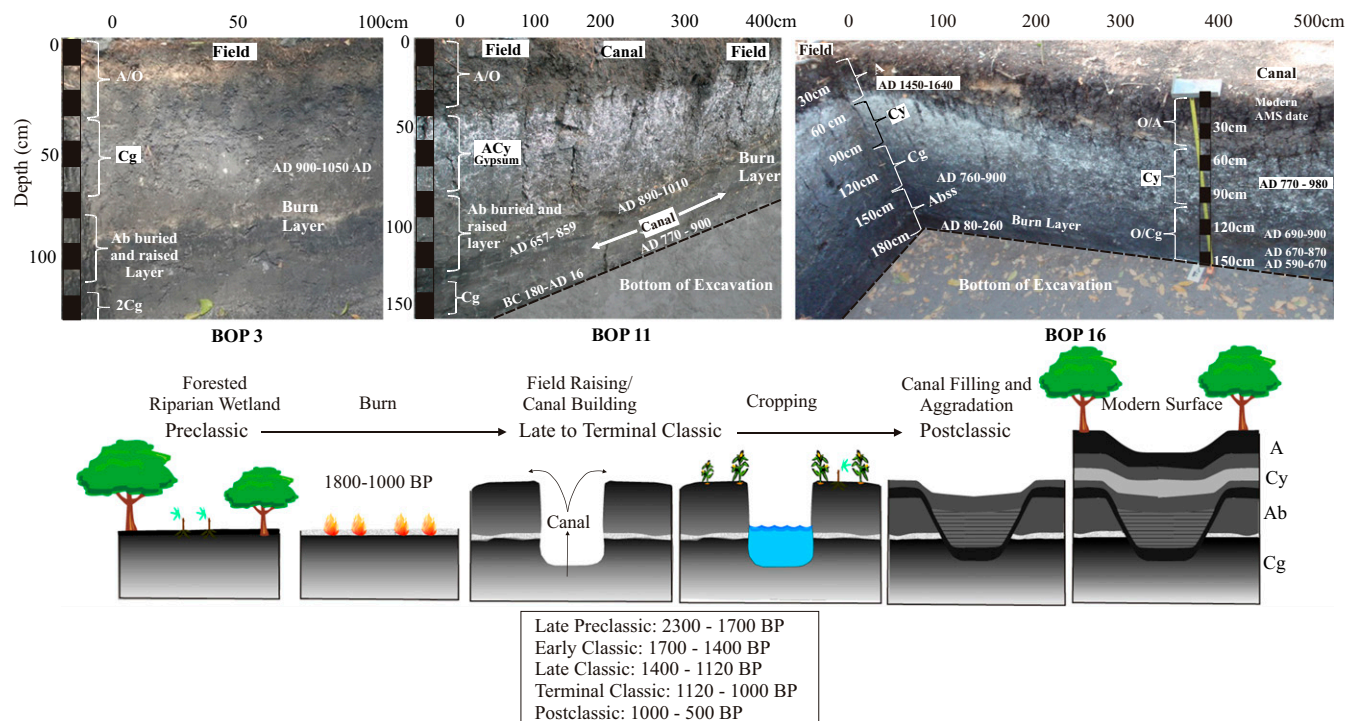 0 50 100cm
0 100 200 300 400
0 100 200 300 400 500cm
Depth (cm)
0
50
100
Field
A/O
Cg
AD 900-1050 AD
Burn
Layer
Ab buried
and raised
Layer
2Cg
BOP 3
0
50
100
150
Field
Canal
Field
A/O
ACy
Gypsum
Burn
Layer
Ab buried and
raised
layer
AD 890-1010
Canal
AD 657- 859
AD 770 - 900
BC 180-AD 16
Cg
Bottom of Excavation
BOP 11
Field
A
AD 1450-1640
30cm
Cy
60 cm
Cg
90cm
120cm
Abss
150cm
180cm
AD 760-900
AD 80-260
Burn Layer
Bottom of Excavation
Canal
Modern
AMS date
O/A
30cm
60cm
Cy
90cm
AD 770 - 980
O/Cg
120cm
AD 690-900
AD 670-870
150cm
AD 590-670
BOP 16
Forested
Riparian Wetland
Preclassic
Burn
1800-1000 BP
Field Raising/
Canal Building
Late to Terminal Classic
Canal
Cropping
Canal Filling and
Aggradation
Postclassic
Modern Surface
A
Cy
Ab
Cg
Late Preclassic: 2300 - 1700 BP
Early Classic: 1700 - 1400 BP
Late Classic: 1400 - 1120 BP
Terminal Classic: 1120 - 1000 BP
Postclassic: 1000 - 500 BP